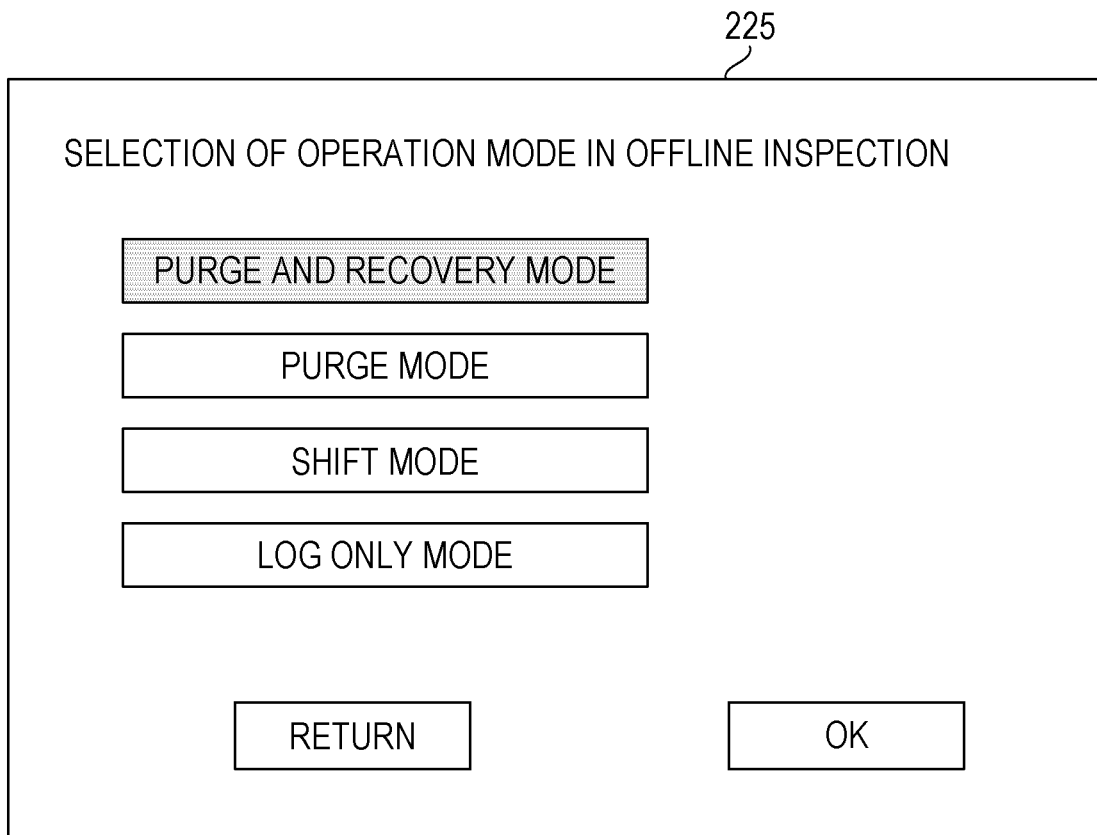 225
SELECTION OF OPERATION MODE IN OFFLINE INSPECTION
PURGE AND RECOVERY MODE
PURGE MODE
SHIFT MODE
LOG ONLY MODE
RETURN
OK